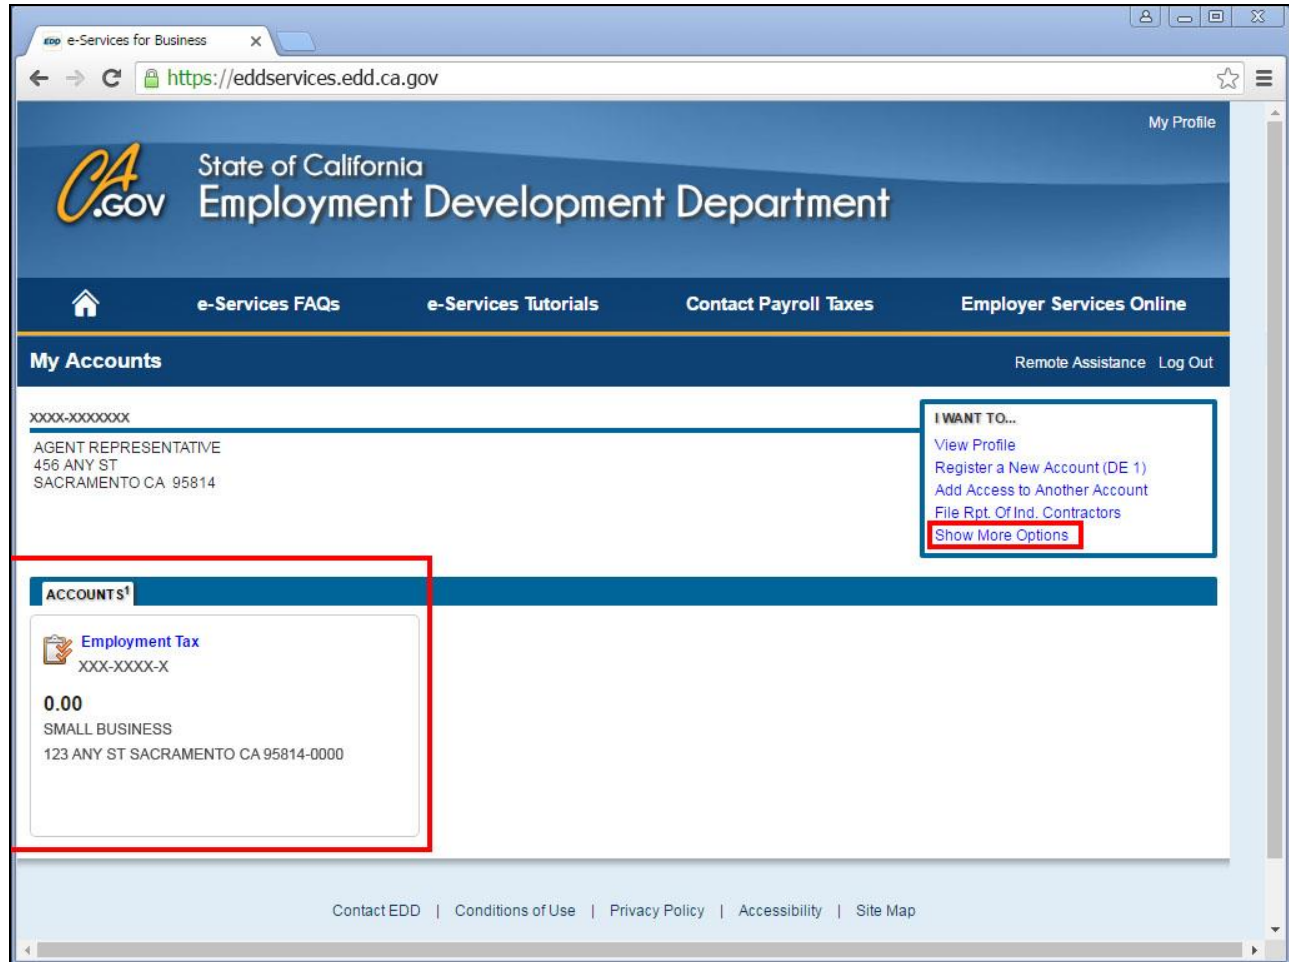 EDD e-Services for Business
https://eddservices.edd.ca.gov
My Profile
CA.GOV
State of California
Employment Development Department
e-Services FAQs e-Services Tutorials Contact Payroll Taxes Employer Services Online
My Accounts Remote Assistance Log Out
XXXX-XXXXXXX
AGENT REPRESENTATIVE
456 ANY ST
SACRAMENTO CA 95814
I WANT TO...
View Profile
Register a New Account (DE 1)
Add Access to Another Account
File Rpt. Of Ind. Contractors
Show More Options
ACCOUNTS1
Employment Tax
XXX-XXXX-X
0.00
SMALL BUSINESS
123 ANY ST SACRAMENTO CA 95814-0000
Contact EDD | Conditions of Use | Privacy Policy | Accessibility | Site Map